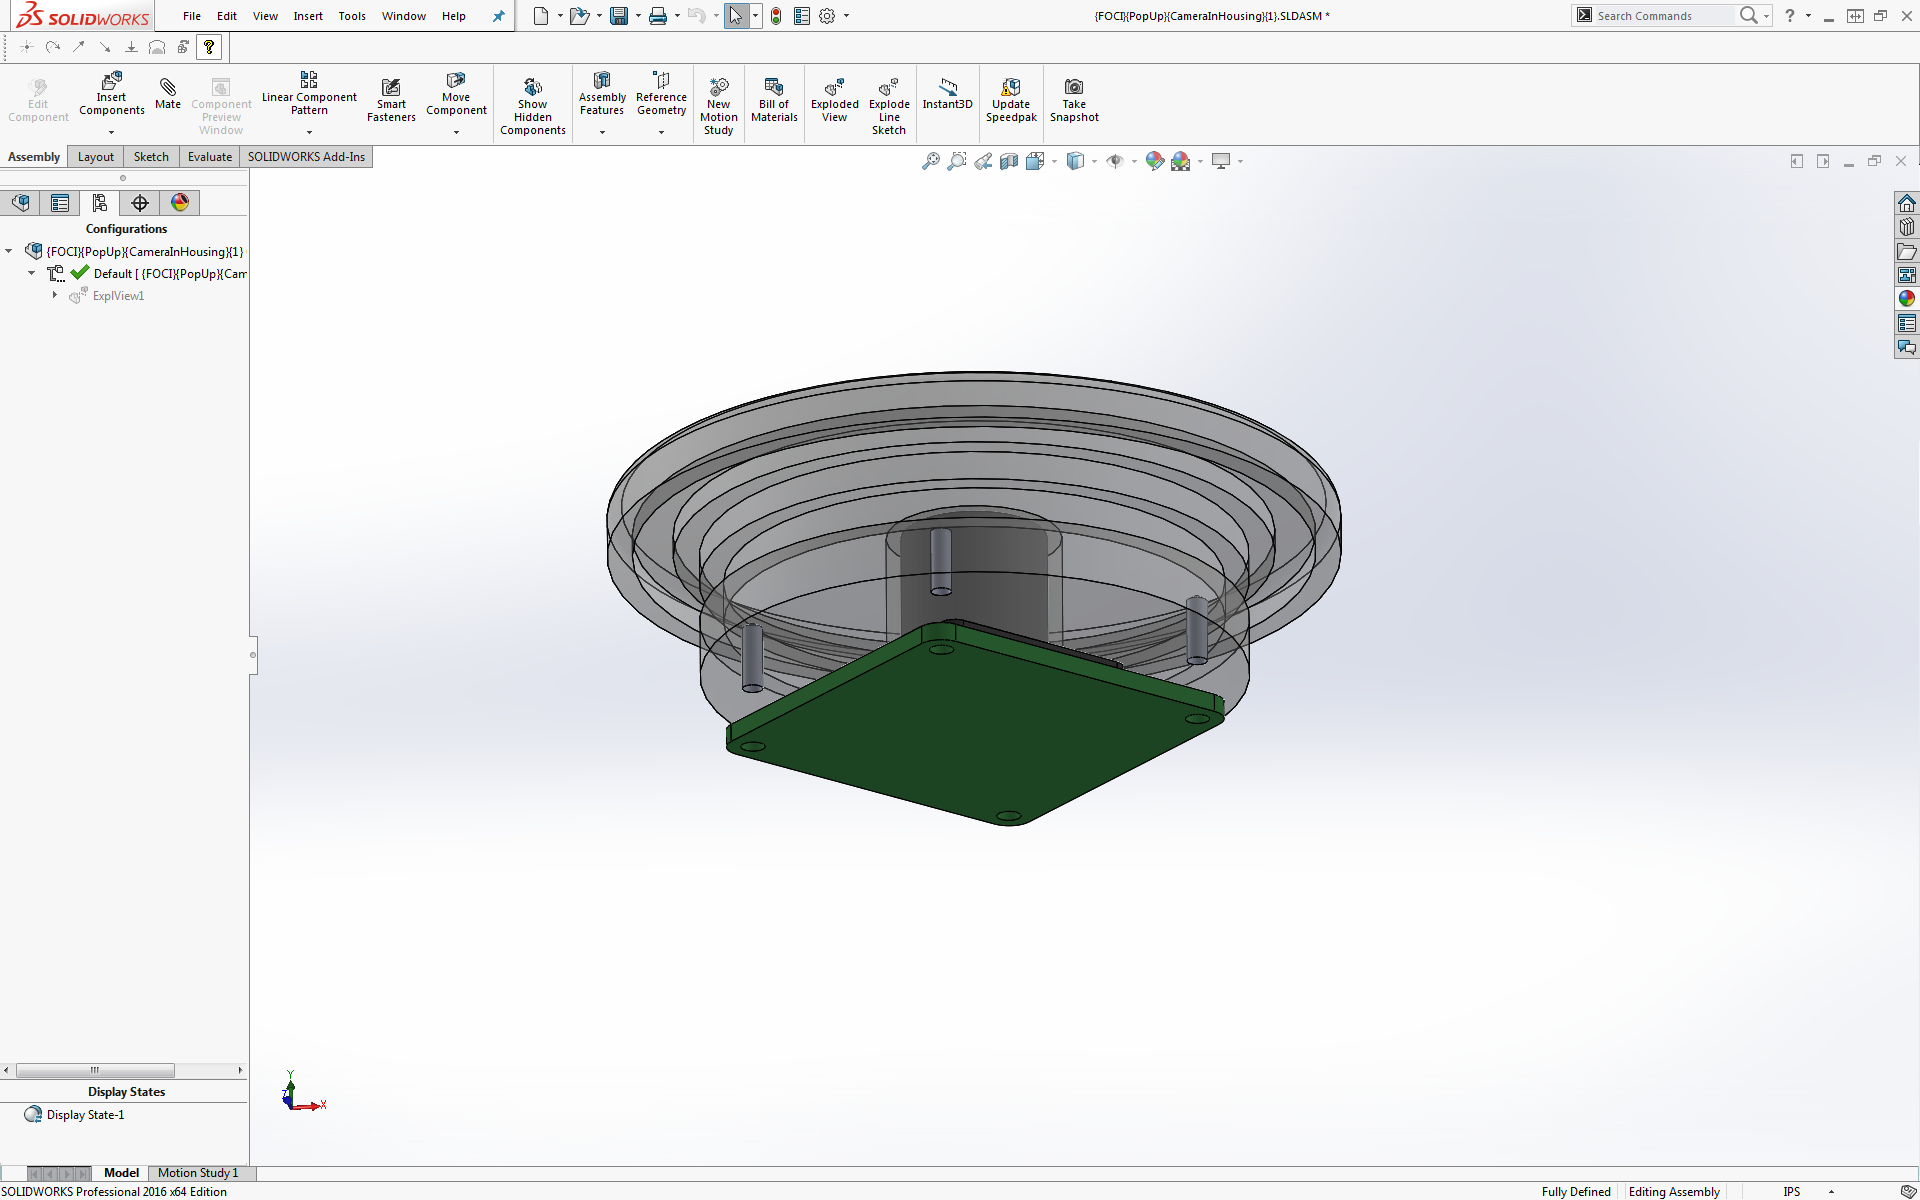 SOLIDWORKS File Edit View Insert Tools Window Help {FOCI}{PopUp}{CameraInHousing}{1}.SLDASM * Search Commands ?
?
Edit Component
Insert Components
Mate
Component Preview Window
Linear Component Pattern
Smart Fasteners
Move Component
Show Hidden Components
Assembly Features
Reference Geometry
New Motion Study
Bill of Materials
Exploded View
Explode Line Sketch
Instant3D
Update Speedpak
Take Snapshot
Assembly Layout Sketch Evaluate SOLIDWORKS Add-Ins
Configurations
{FOCI}{PopUp}{CameraInHousing}{1}
Default [ {FOCI}{PopUp}{Cam
ExplView1
Y
Z
X
Display States
Display State-1
Model Motion Study 1
SOLIDWORKS Professional 2016 x64 Edition Fully Defined Editing Assembly IPS